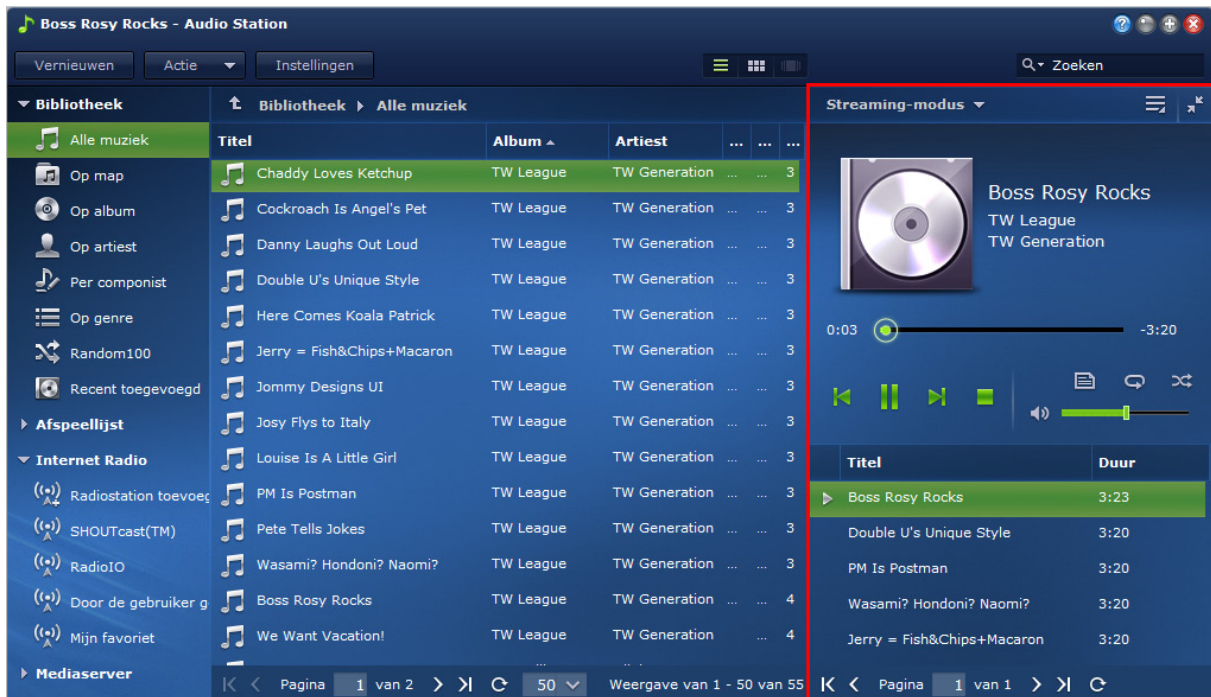 Boss Rosy Rocks - Audio Station
Vernieuwen Actie Instellingen Zoeken
Bibliotheek
Alle muziek
Op map
Op album
Op artiest
Per componist
Op genre
Random100
Recent toegevoegd
Afspeellijst
Internet Radio
Radiostation toevoeg
SHOUTcast(TM)
RadioIO
Door de gebruiker g
Mijn favoriet
Mediaserver
Bibliotheek Alle muziek
Titel Album Artiest ... ... ...
Chaddy Loves Ketchup TW League TW Generation ... ... 3
Cockroach Is Angel's Pet TW League TW Generation ... ... 3
Danny Laughs Out Loud TW League TW Generation ... ... 3
Double U's Unique Style TW League TW Generation ... ... 3
Here Comes Koala Patrick TW League TW Generation ... ... 3
Jerry = Fish&Chips+Macaron TW League TW Generation ... ... 3
Jommy Designs UI TW League TW Generation ... ... 3
Josy Flys to Italy TW League TW Generation ... ... 3
Louise Is A Little Girl TW League TW Generation ... ... 3
PM Is Postman TW League TW Generation ... ... 3
Pete Tells Jokes TW League TW Generation ... ... 3
Wasami? Hondoni? Naomi? TW League TW Generation ... ... 3
Boss Rosy Rocks TW League TW Generation ... ... 4
We Want Vacation! TW League TW Generation ... 4
Pagina 1 van 2 50 Weergave van 1 - 50 van 55
Streaming-modus
Boss Rosy Rocks
TW League
TW Generation
0:03 -3:20
Titel Duur
Boss Rosy Rocks 3:23
Double U's Unique Style 3:20
PM Is Postman 3:20
Wasami? Hondoni? Naomi? 3:20
Jerry = Fish&Chips+Macaron 3:20
Pagina 1 van 1